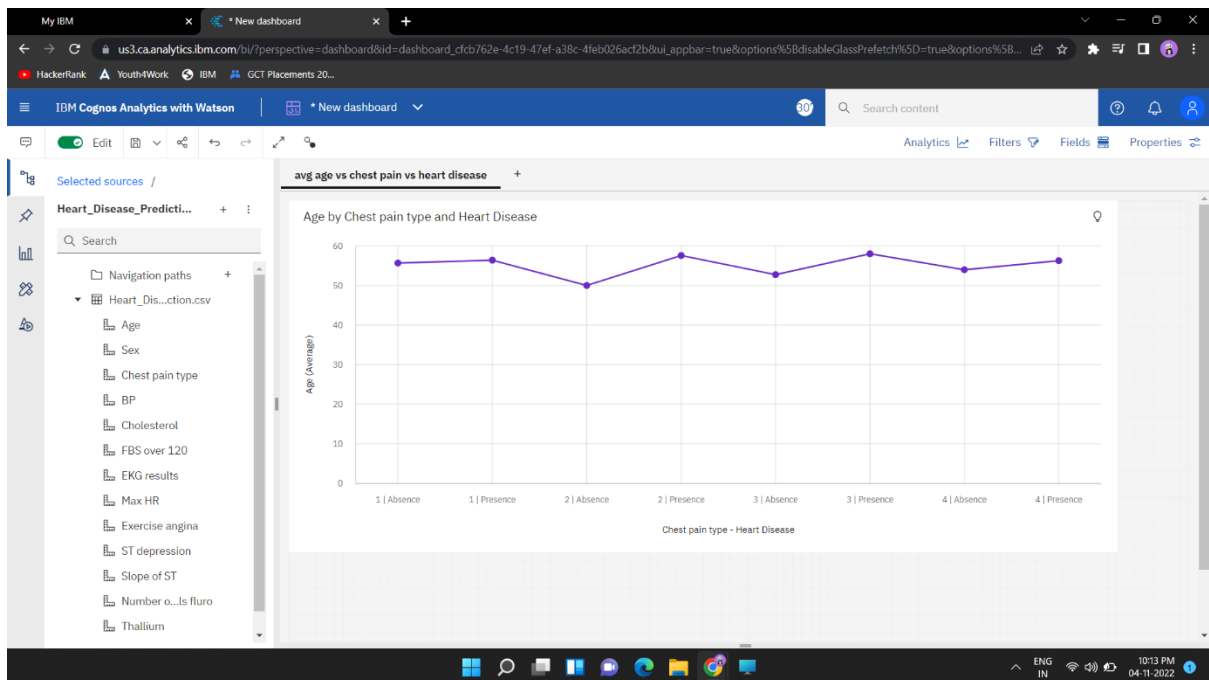 My IBM
* New dashboard
us3.ca.analytics.ibm.com/bi/?perspective=dashboard&id=dashboard_cfcb762e-4c19-47ef-a38c-4feb026acf2b&ui_appbar=true&options%5BdisableGlassPrefetch%5D=true&options%5B...
HackerRank Youth4Work IBM GCT Placements 20...
IBM Cognos Analytics with Watson * New dashboard Search content
Edit Analytics Filters Fields Properties
Selected sources /
avg age vs chest pain vs heart disease +
Heart_Disease_Predicti... +
Search
Navigation paths +
Heart_Dis...ction.csv
Age
Sex
Chest pain type
BP
Cholesterol
FBS over 120
EKG results
Max HR
Exercise angina
ST depression
Slope of ST
Number o...ls fluro
Thallium
Age by Chest pain type and Heart Disease
60
50
40
30
20
10
0
Age (Average)
1 | Absence 1 | Presence 2 | Absence 2 | Presence 3 | Absence 3 | Presence 4 | Absence 4 | Presence
Chest pain type - Heart Disease
ENG
IN
10:13 PM
04-11-2022
1